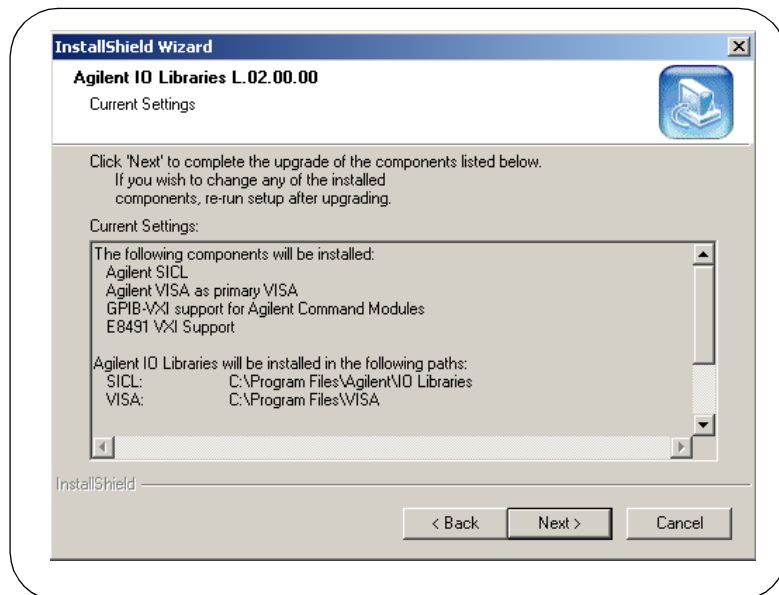 InstallShield Wizard
Agilent IO Libraries L.02.00.00
Current Settings
Click 'Next' to complete the upgrade of the components listed below.
If you wish to change any of the installed
components, re-run setup after upgrading.
Current Settings:
The following components will be installed:
Agilent SICL
Agilent VISA as primary VISA
GPIB-VXI support for Agilent Command Modules
E8491 VXI Support
Agilent IO Libraries will be installed in the following paths:
SICL: C:\Program Files\Agilent\IO Libraries
VISA: C:\Program Files\VISA
InstallShield
< Back Next > Cancel